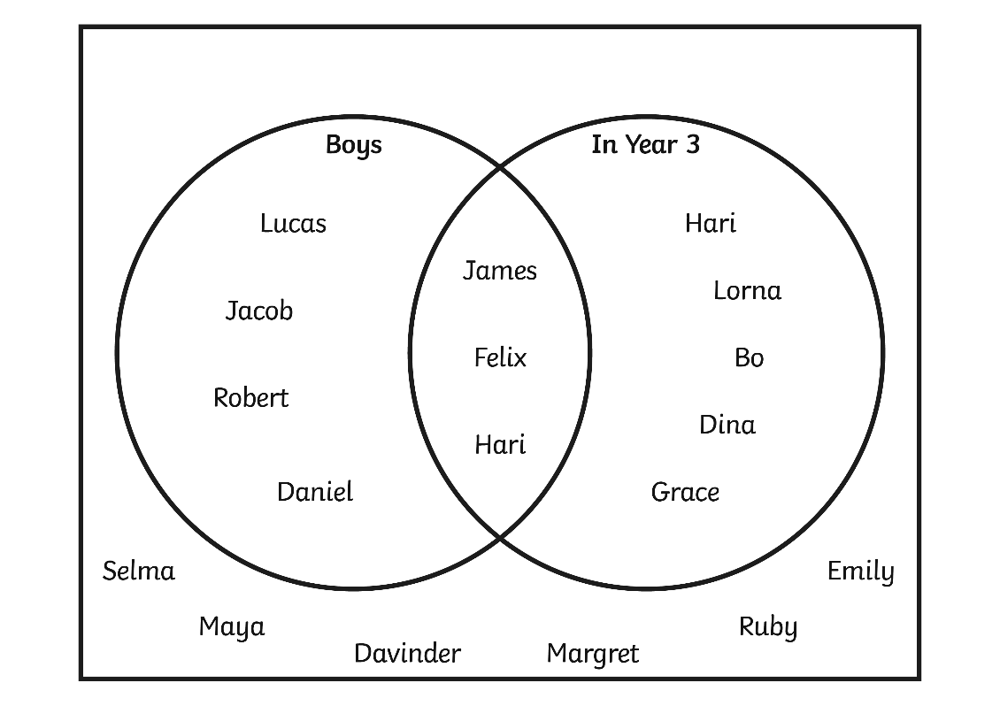 Boys
In Year 3
Lucas
Hari
James
Lorna
Jacob
Felix
Bo
Robert
Dina
Hari
Daniel
Grace
Selma
Emily
Maya
Ruby
Davinder
Margret